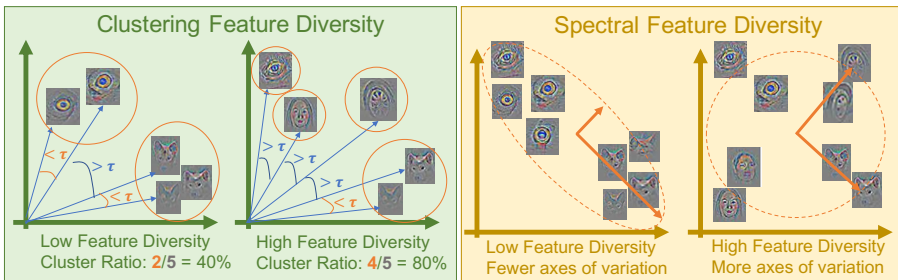 Clustering Feature Diversity
< τ
> τ
< τ
Low Feature Diversity
Cluster Ratio: 2/5 = 40%
> τ
> τ
> τ
< τ
High Feature Diversity
Cluster Ratio: 4/5 = 80%
Spectral Feature Diversity
Low Feature Diversity
Fewer axes of variation
High Feature Diversity
More axes of variation